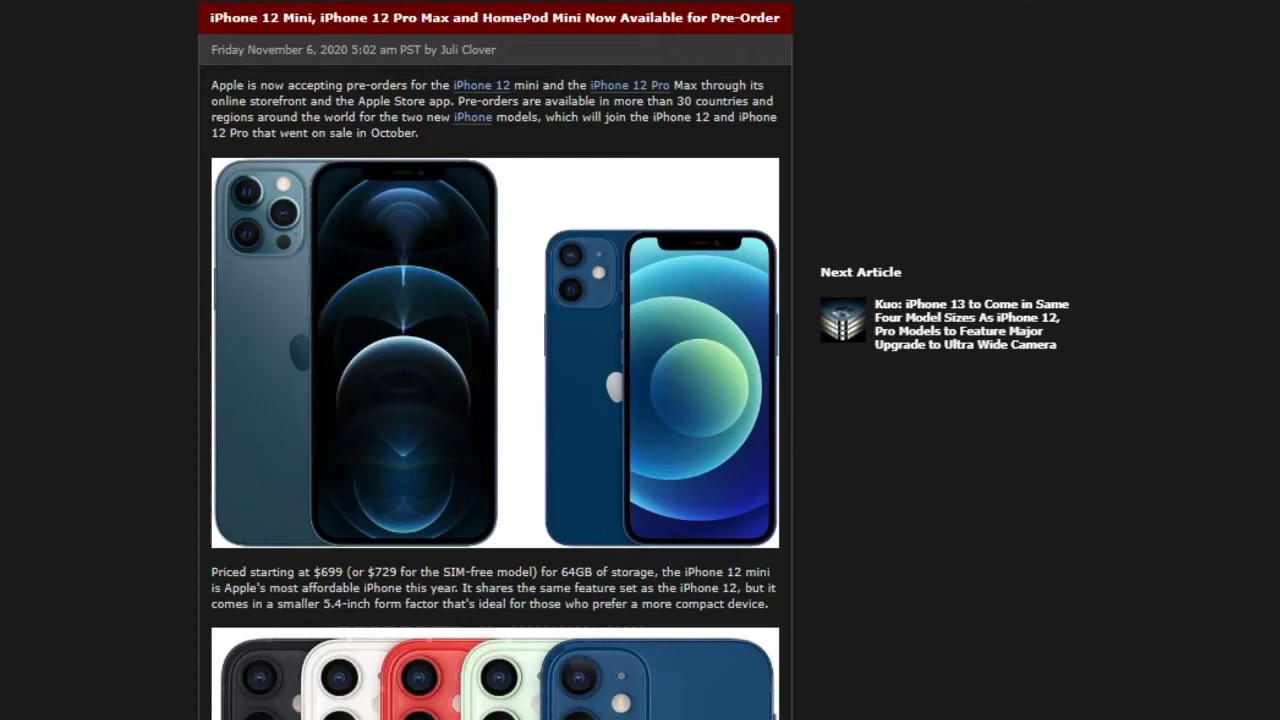 iPhone 12 Mini, iPhone 12 Pro Max and HomePod Mini Now Available for Pre-Order
Friday November 6, 2020 5:02 am PST by Juli Clover
Apple is now accepting pre-orders for the iPhone 12 mini and the iPhone 12 Pro Max through its
online storefront and the Apple Store app. Pre-orders are available in more than 30 countries and
regions around the world for the two new iPhone models, which will join the iPhone 12 and iPhone
12 Pro that went on sale in October.
Next Article
Kuo: iPhone 13 to Come in Same
Four Model Sizes As iPhone 12,
Pro Models to Feature Major
Upgrade to Ultra Wide Camera
Priced starting at $699 (or $729 for the SIM-free model) for 64GB of storage, the iPhone 12 mini
is Apple's most affordable iPhone this year. It shares the same feature set as the iPhone 12, but it
comes in a smaller 5.4-inch form factor that's ideal for those who prefer a more compact device.